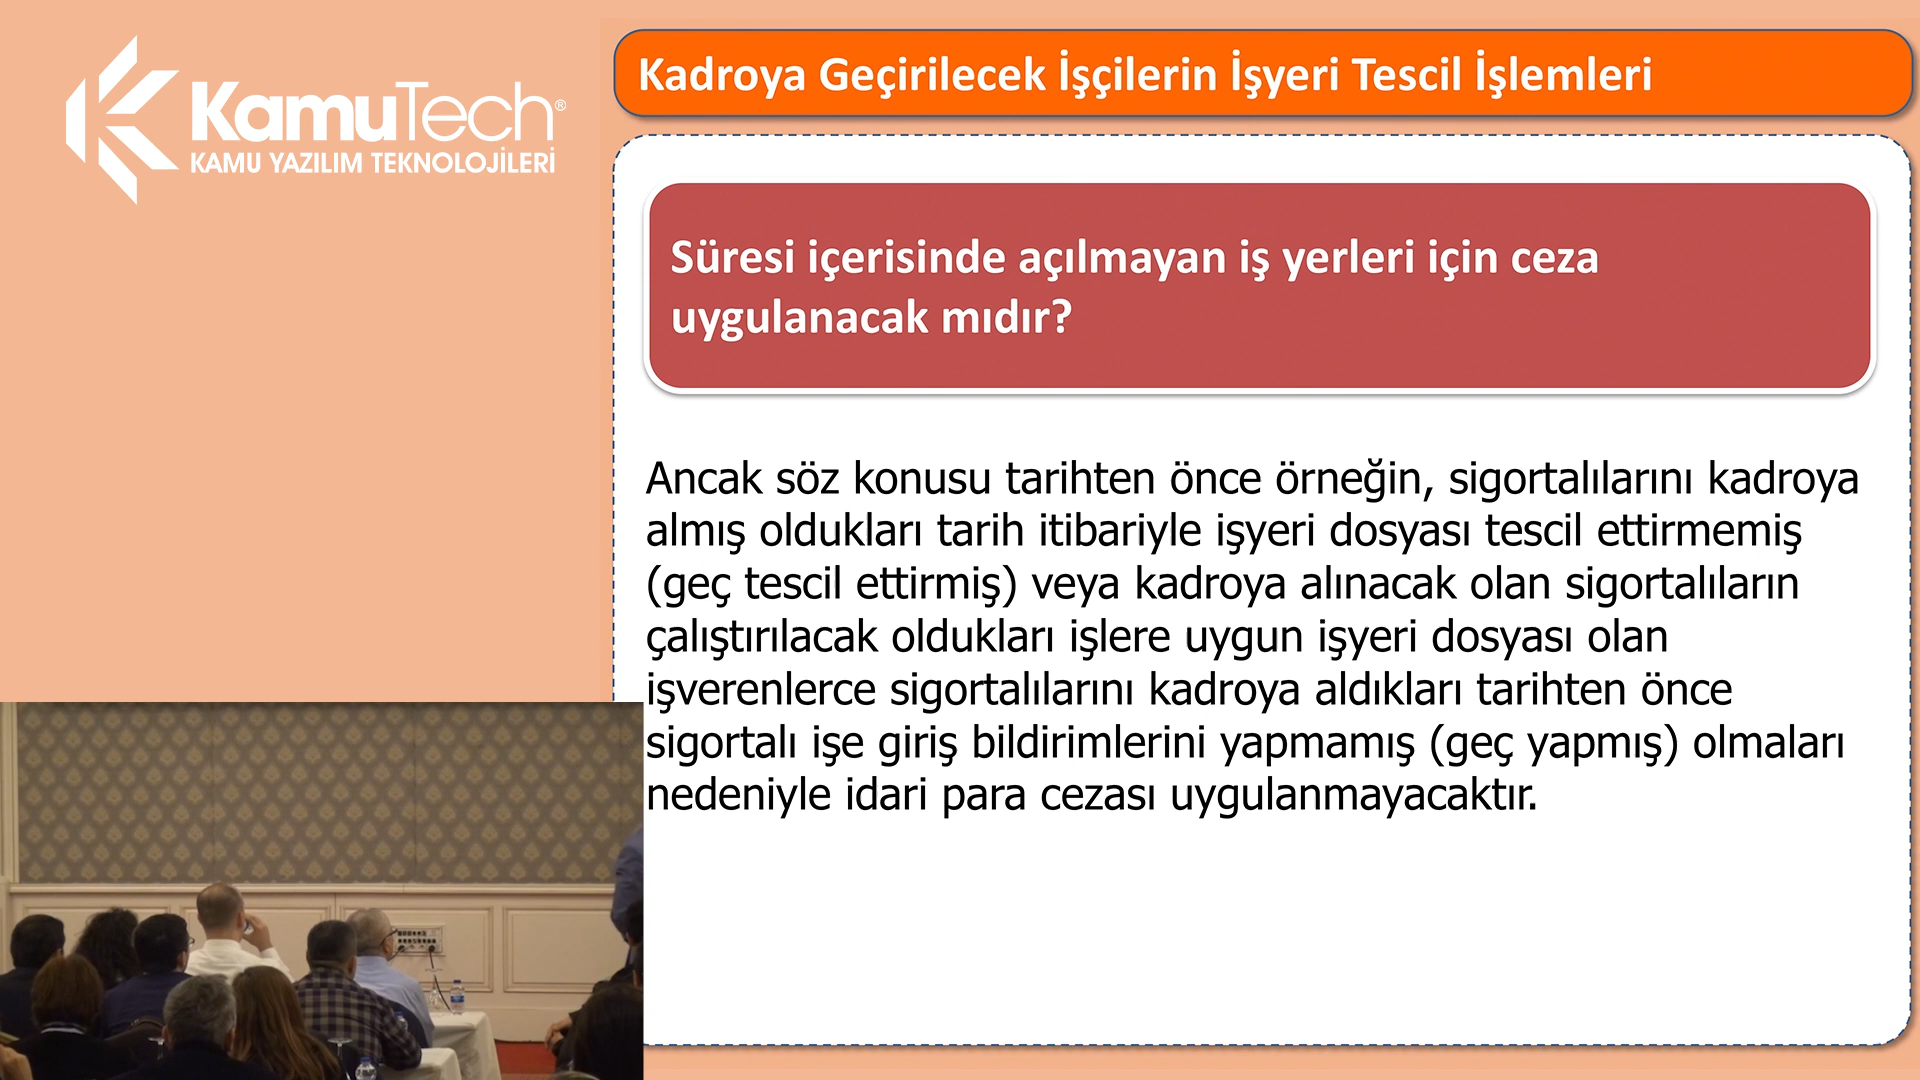 KamuTech®
KAMU YAZILIM TEKNOLOJİLERİ
Kadroya Geçirilecek İşçilerin İşyeri Tescil İşlemleri
Süresi içerisinde açılmayan iş yerleri için ceza
uygulanacak mıdır?
Ancak söz konusu tarihten önce örneğin, sigortalılarını kadroya
almış oldukları tarih itibariyle işyeri dosyası tescil ettirmemiş
(geç tescil ettirmiş) veya kadroya alınacak olan sigortalıların
çalıştırılacak oldukları işlere uygun işyeri dosyası olan
işverenlerce sigortalılarını kadroya aldıkları tarihten önce
sigortalı işe giriş bildirimlerini yapmamış (geç yapmış) olmaları
nedeniyle idari para cezası uygulanmayacaktır.